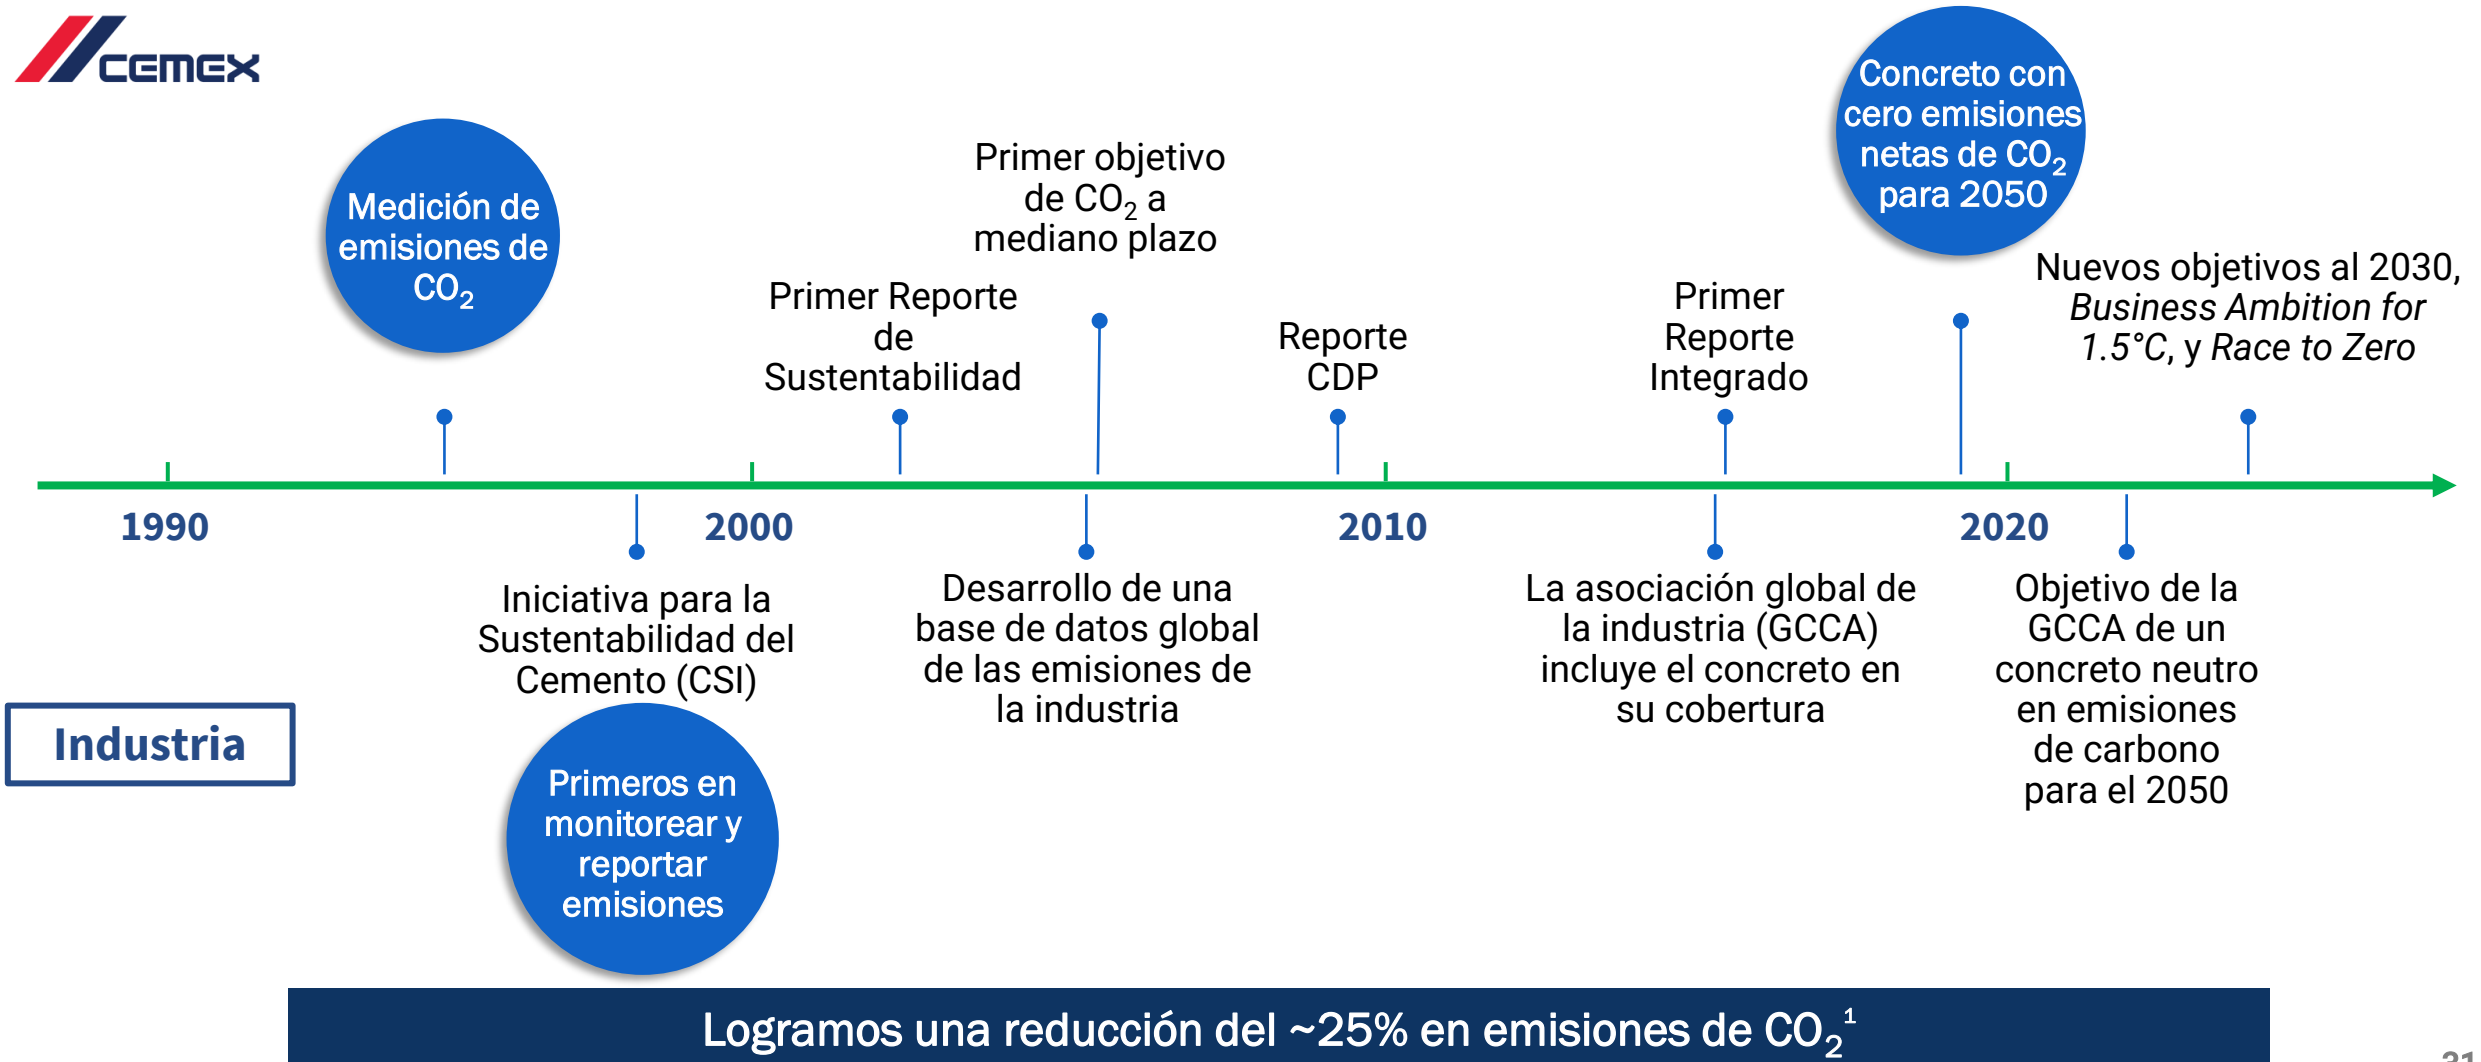 CEMEX
Medición de
emisiones de
CO₂
Primer Reporte
de
Sustentabilidad
Primer objetivo
de CO₂ a
mediano plazo
Reporte
CDP
Primer
Reporte
Integrado
Concreto con
cero emisiones
netas de CO₂
para 2050
Nuevos objetivos al 2030,
Business Ambition for
1.5°C, y Race to Zero
1990
2000
2010
2020
Iniciativa para la
Sustentabilidad del
Cemento (CSI)
Desarrollo de una
base de datos global
de las emisiones de
la industria
La asociación global de
la industria (GCCA)
incluye el concreto en
su cobertura
Objetivo de la
GCCA de un
concreto neutro
en emisiones
de carbono
para el 2050
Industria
Primeros en
monitorear y
reportar
emisiones
Logramos una reducción del ~25% en emisiones de CO₂¹